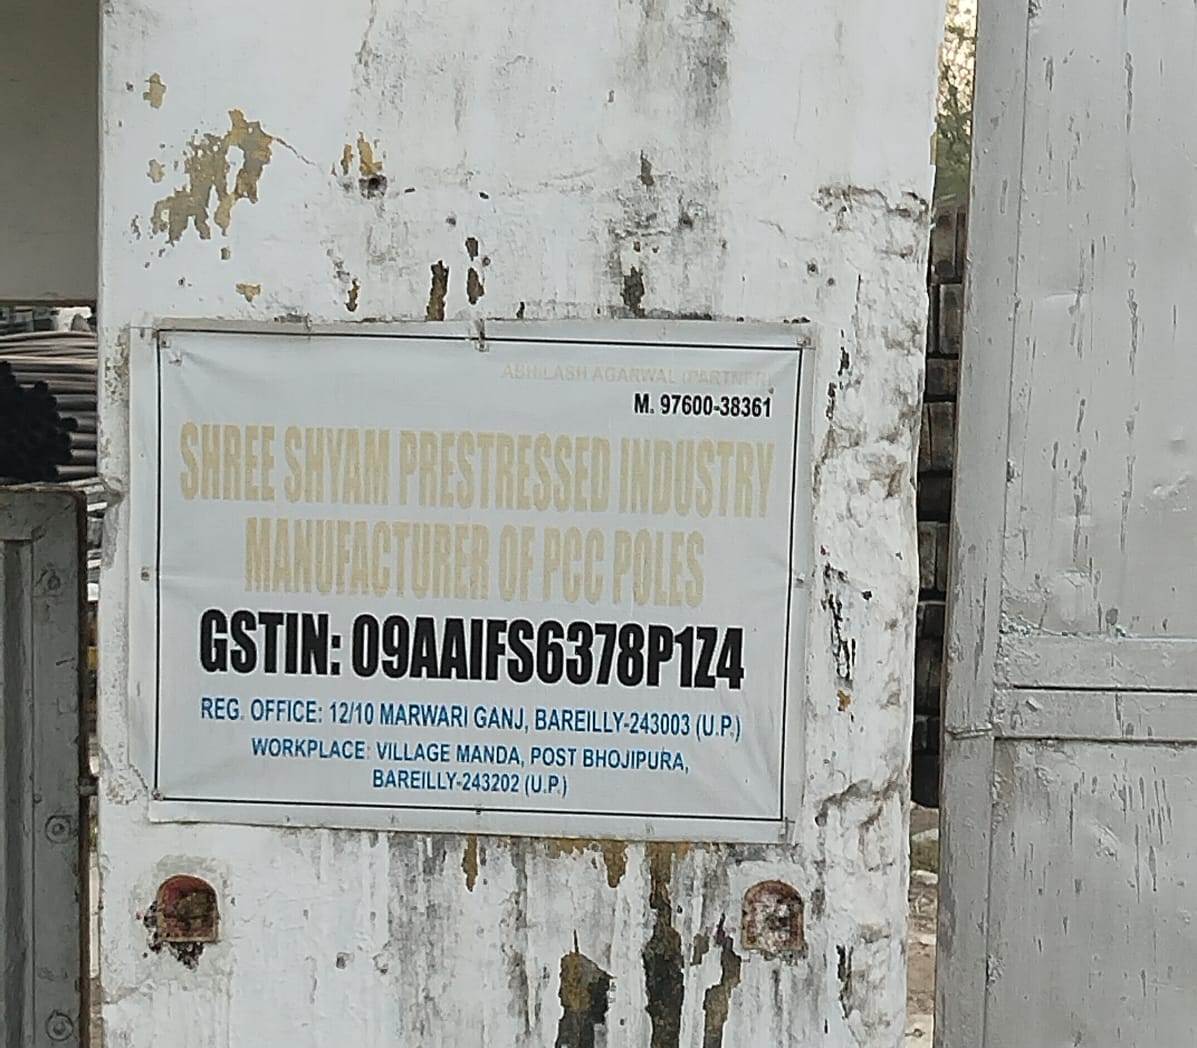 ABHILASH AGARWAL (PARTNER)
M. 97600-38361
SHREE SHYAM PRESTRESSED INDUSTRY
MANUFACTURER OF PCC POLES
GSTIN: 09AAIFS6378P1Z4
REG. OFFICE: 12/10 MARWARI GANJ, BAREILLY-243003 (U.P.)
WORKPLACE: VILLAGE MANDA, POST BHOJIPURA,
BAREILLY-243202 (U.P.)